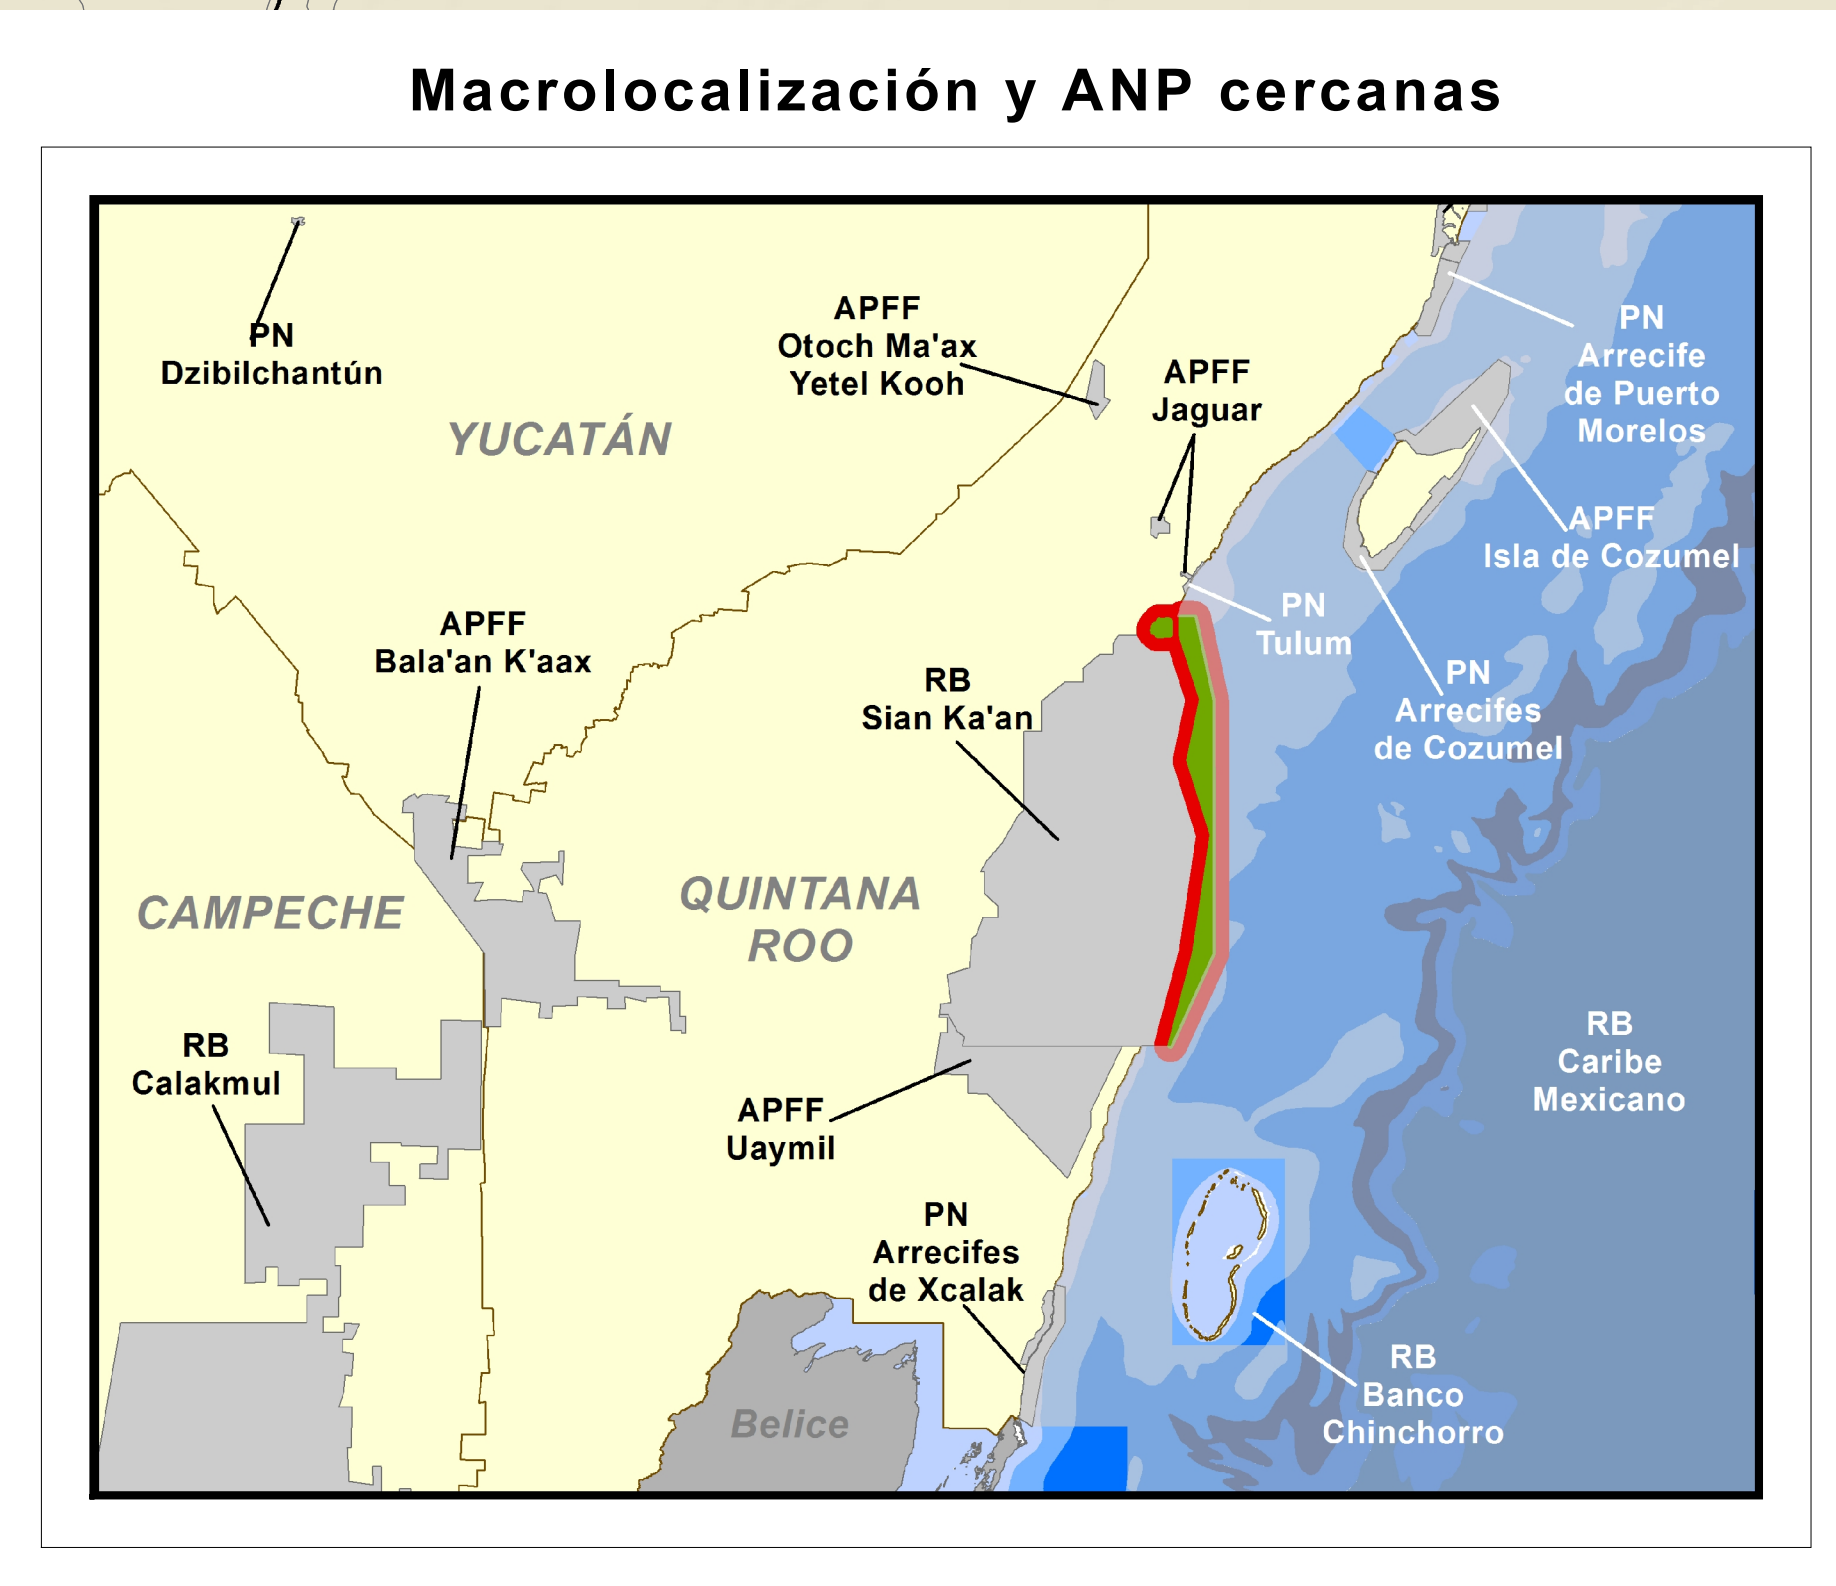 Macrolocalización y ANP cercanas
PN
Dzibilchantún
YUCATÁN
APFF
Otoch Ma'ax
Yetel Kooh
APFF
Jaguar
PN
Arrecife
de Puerto
Morelos
APFF
Isla de Cozumel
PN
Tulum
PN
Arrecifes
de Cozumel
APFF
Bala'an K'aax
RB
Sian Ka'an
CAMPECHE
QUINTANA
ROO
RB
Calakmul
APFF
Uaymil
RB
Caribe
Mexicano
PN
Arrecifes
de Xcalak
RB
Banco
Chinchorro
Belice